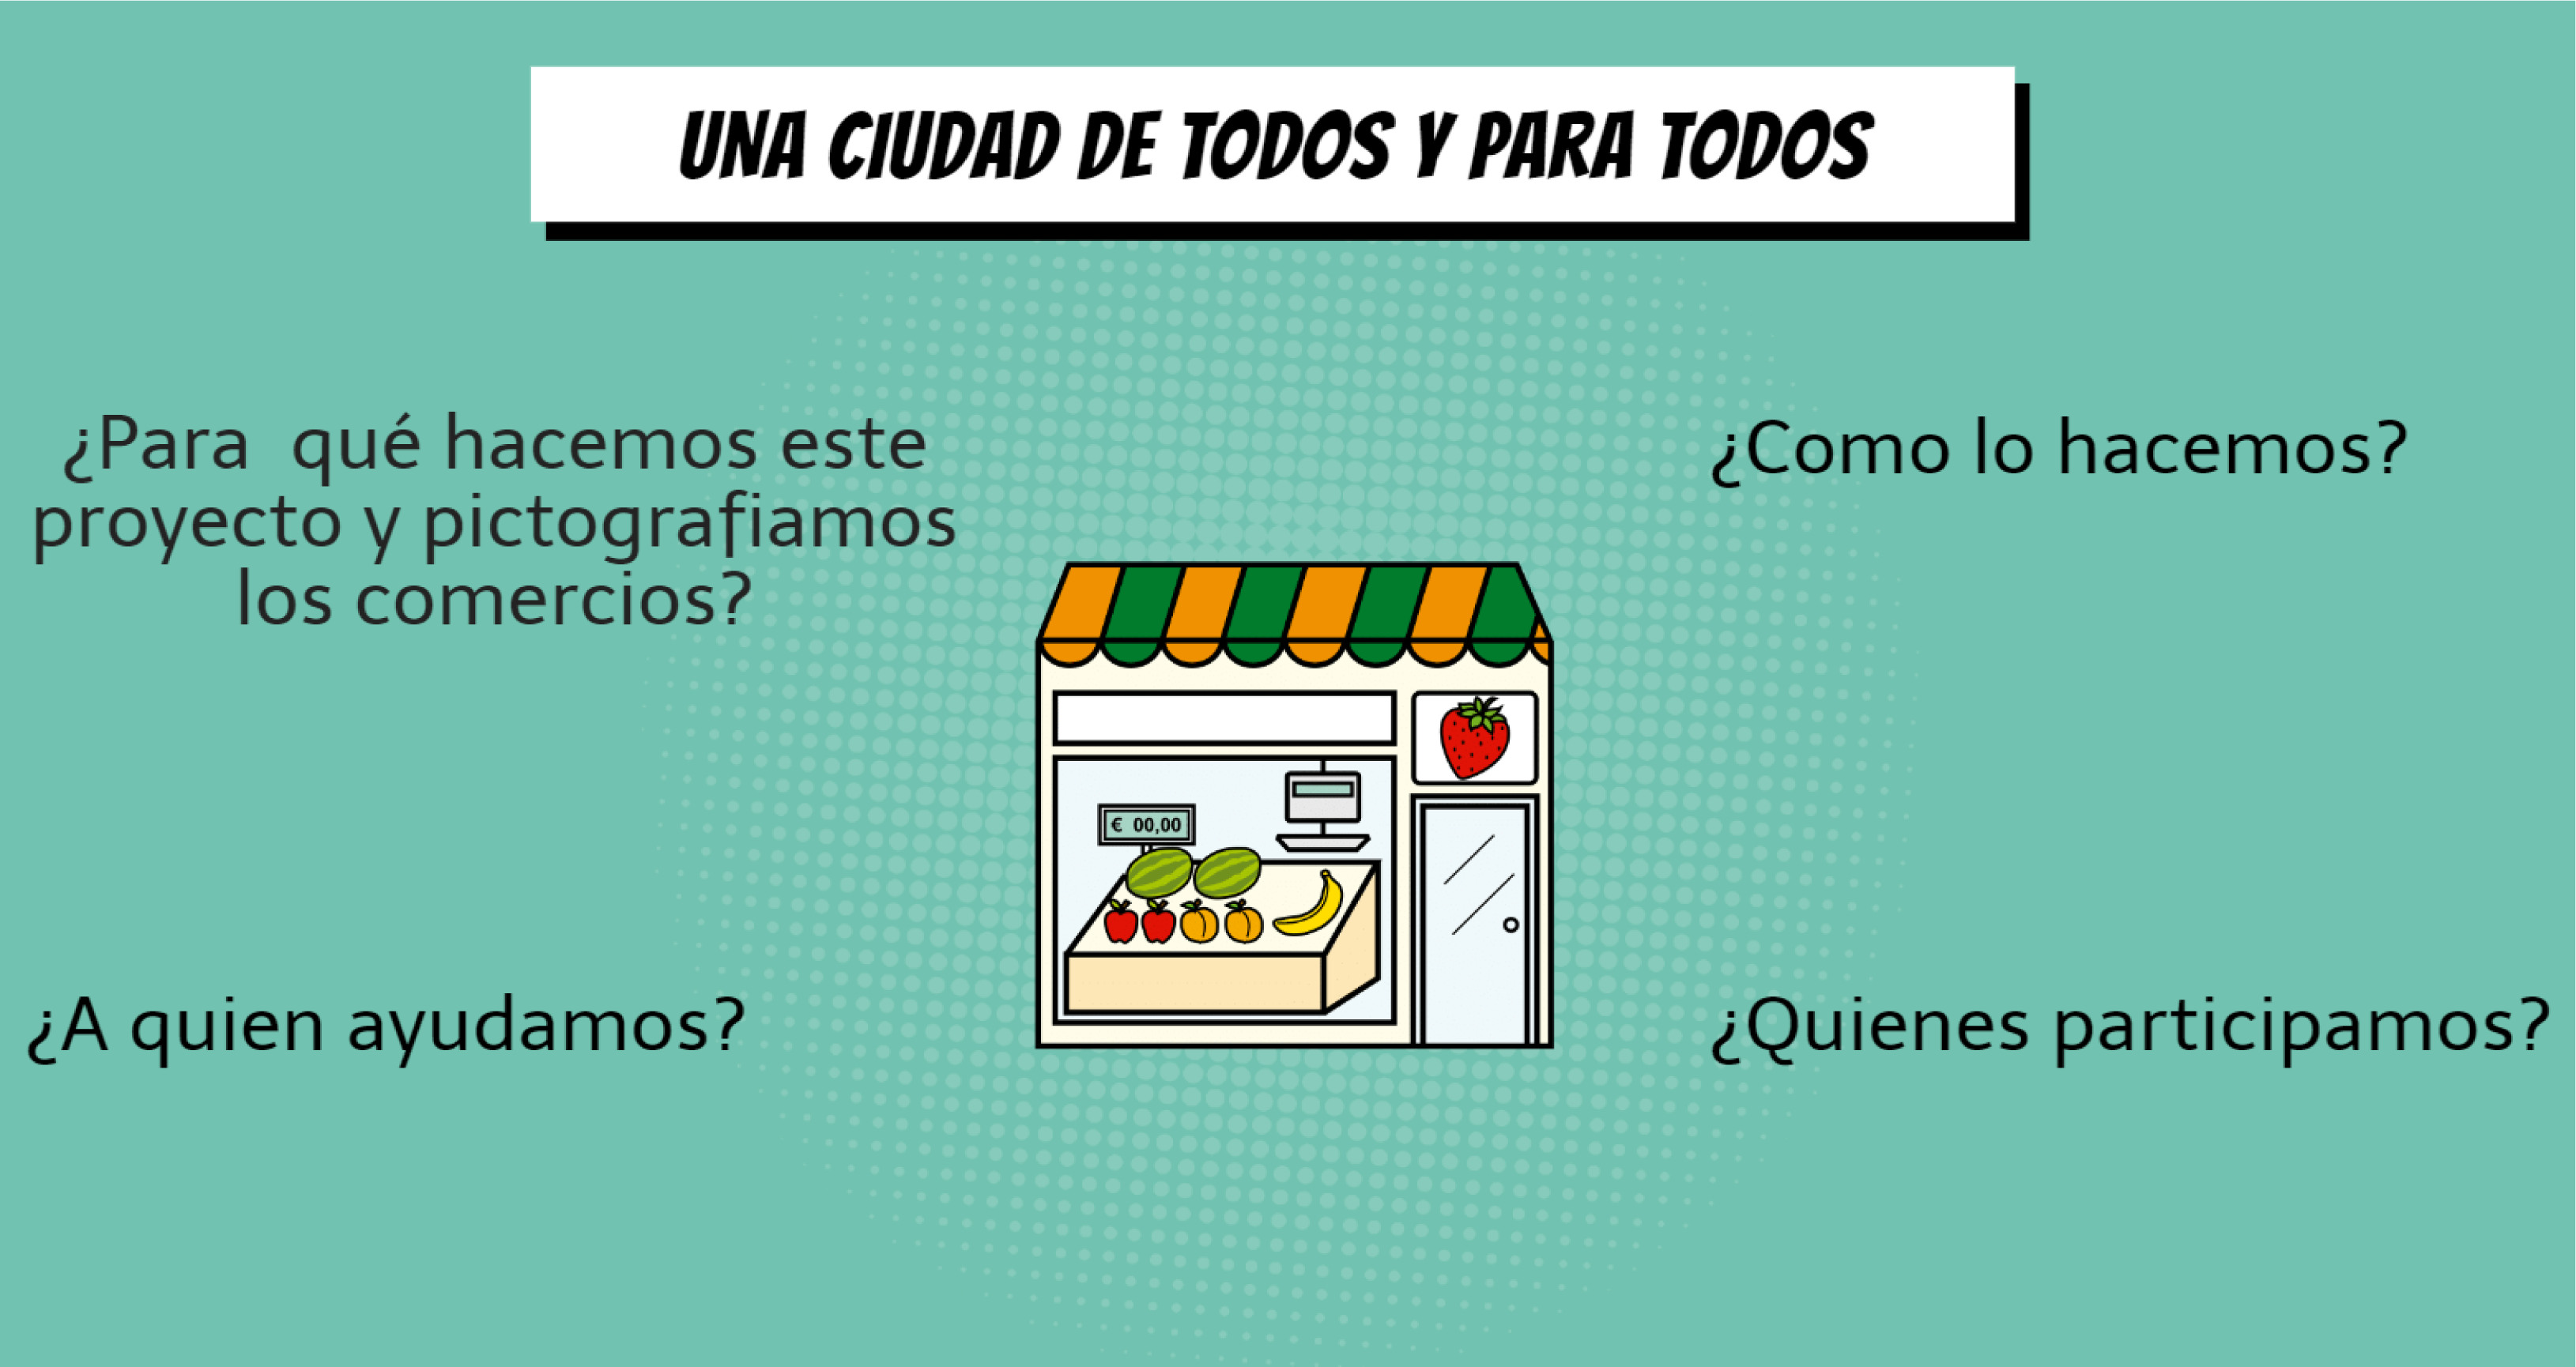 UNA CIUDAD DE TODOS Y PARA TODOS
¿Para qué hacemos este
proyecto y pictografiamos
los comercios?
¿Como lo hacemos?
€ 00,00
¿A quien ayudamos?
¿Quienes participamos?